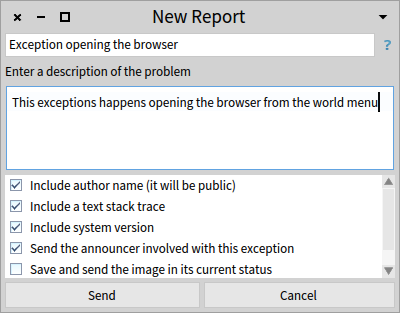 New Report
Exception opening the browser
?
Enter a description of the problem
This exceptions happens opening the browser from the world menu
Include author name (it will be public)
Include a text stack trace
Include system version
Send the announcer involved with this exception
Save and send the image in its current status
Send
Cancel